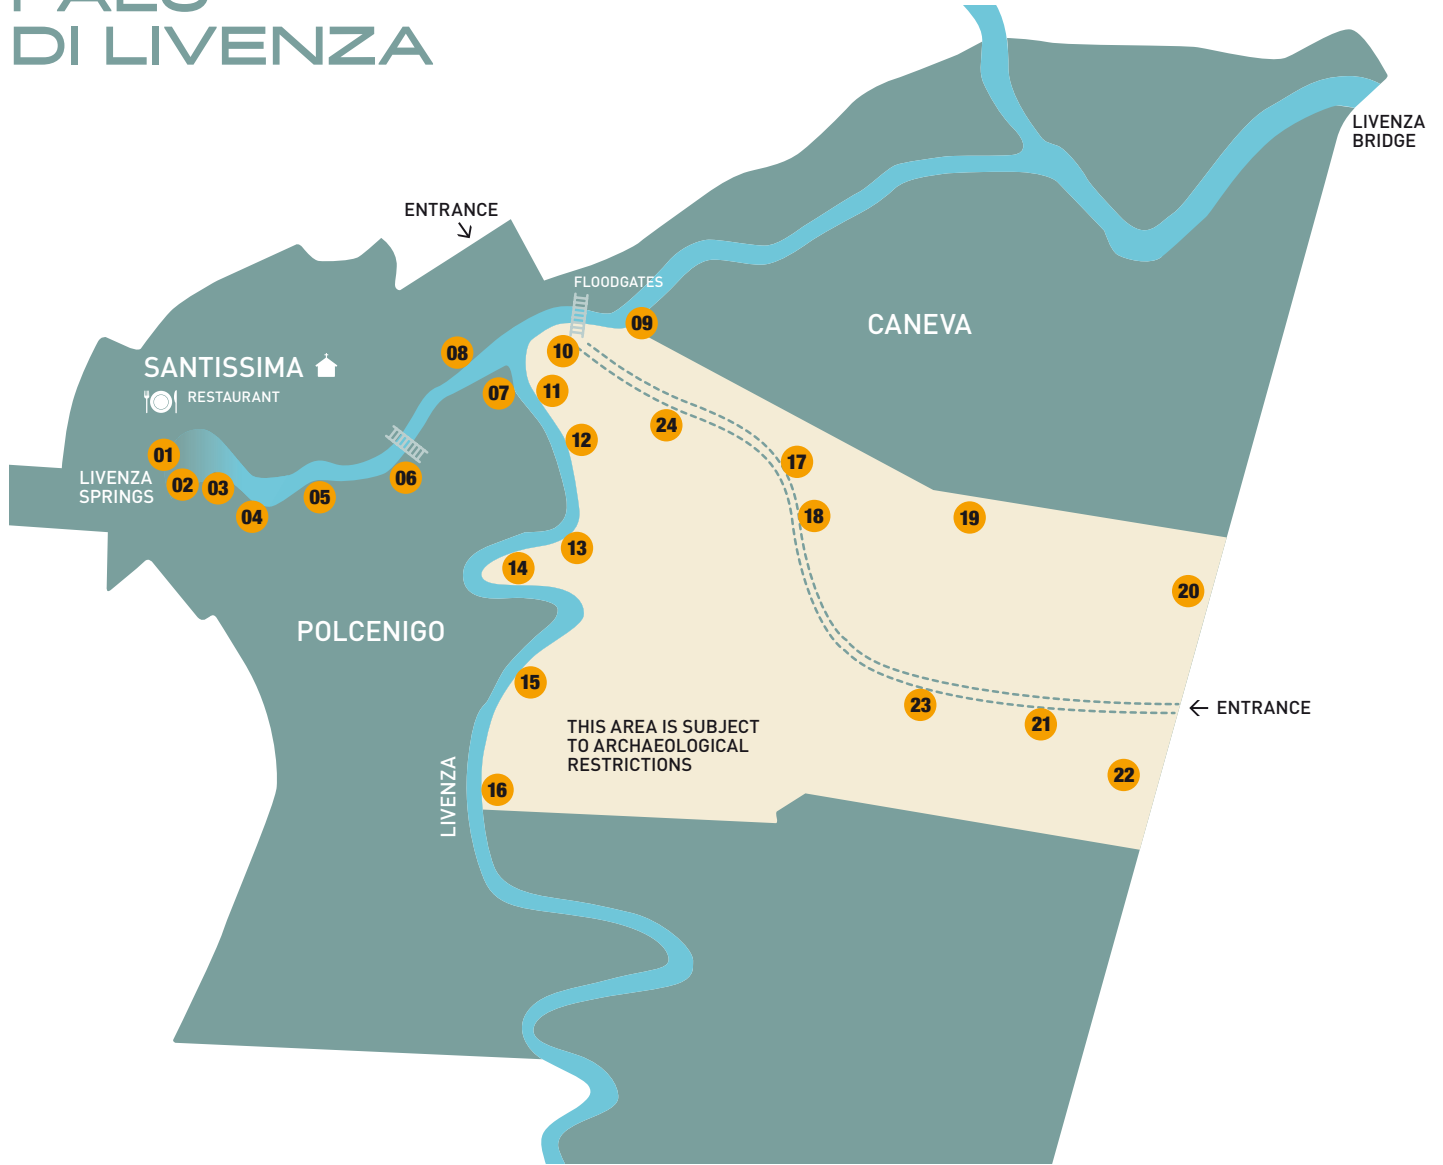 DI LIVENZA
LIVENZA
BRIDGE
ENTRANCE
FLOODGATES
09
CANEVA
08
10
SANTISSIMA
RESTAURANT
07
11
24
12
01
LIVENZA
SPRINGS
02
03
04
05
06
17
18
19
13
14
20
POLCENIGO
15
THIS AREA IS SUBJECT
TO ARCHAEOLOGICAL
RESTRICTIONS
23
21
ENTRANCE
22
16
LIVENZA